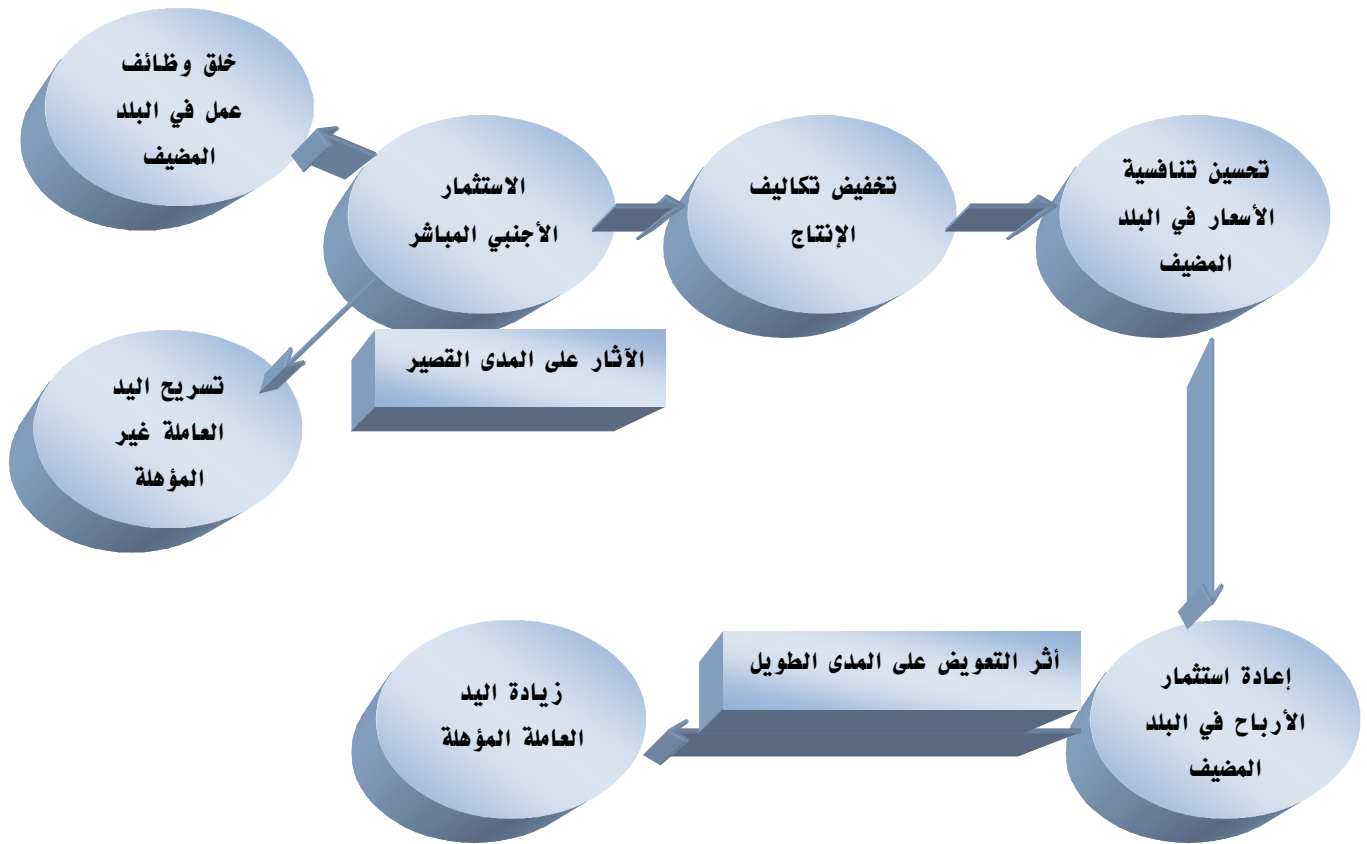 خلق وظائف
عمل في البلد
المضيف
الاستثمار
الأجنبي المباشر
تخفيض تكاليف
الإنتاج
تحسين تنافسية
الأسعار في البلد
المضيف
الآثار على المدى القصير
تسريح اليد
العاملة غير
المؤهلة
إعادة استثمار
الأرباح في البلد
المضيف
أثر التعويض على المدى الطويل
زيادة اليد
العاملة المؤهلة